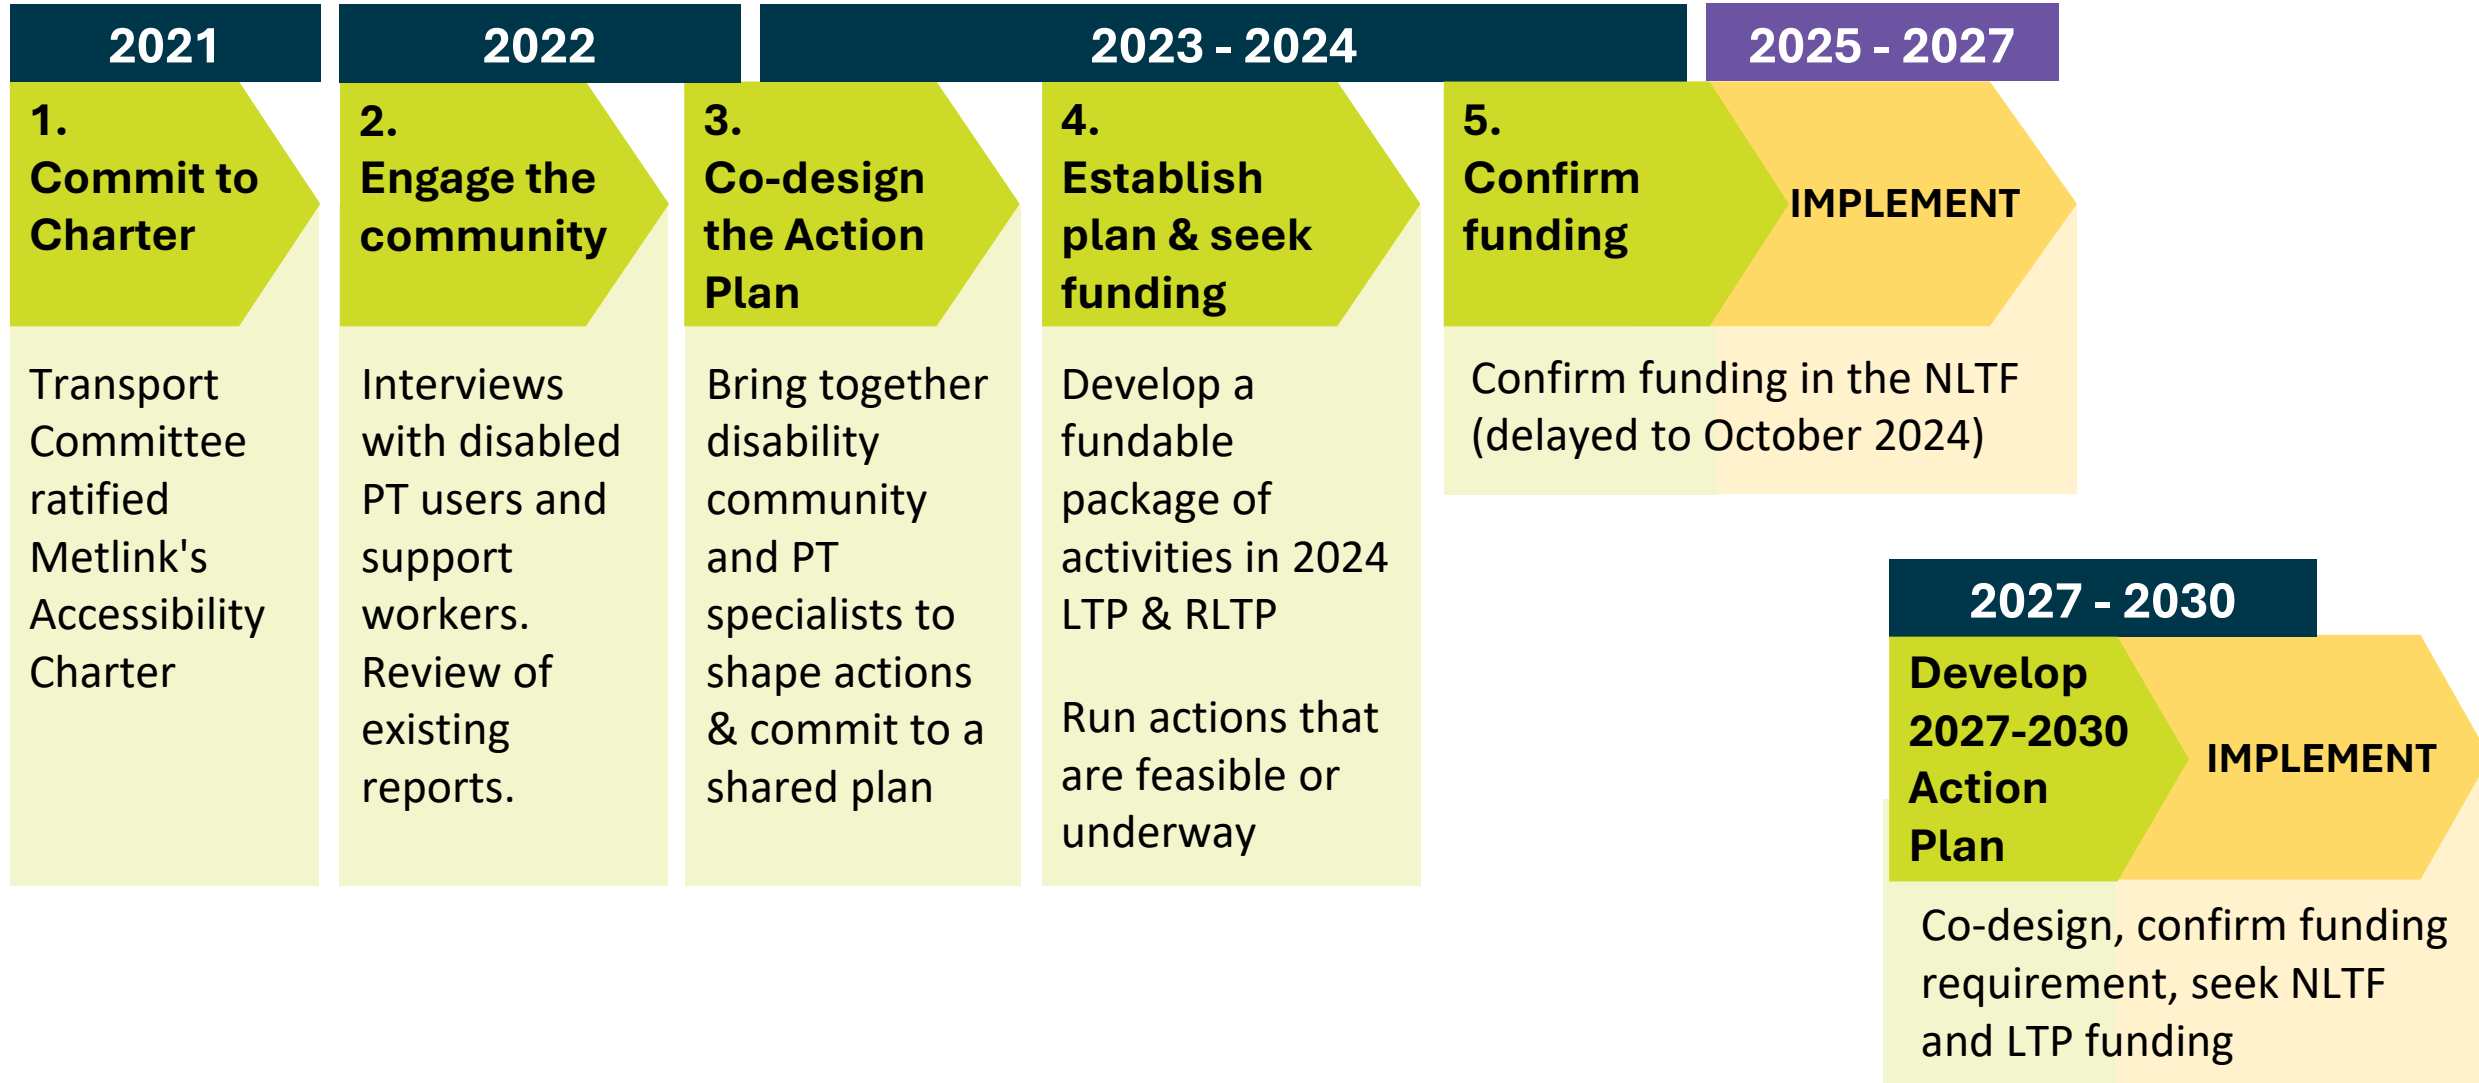 2021
2022
2023 - 2024
2025 - 2027
1.
Commit to
Charter
Transport
Committee
ratified
Metlink's
Accessibility
Charter
2.
Engage the
community
Interviews
with disabled
PT users and
support
workers.
Review of
existing
reports.
3.
Co-design
the Action
Plan
Bring together
disability
community
and PT
specialists to
shape actions
& commit to a
shared plan
4.
Establish
plan & seek
funding
Develop a
fundable
package of
activities in 2024
LTP & RLTP
Run actions that
are feasible or
underway
5.
Confirm
funding
IMPLEMENT
Confirm funding in the NLTF
(delayed to October 2024)
2027 - 2030
Develop
2027-2030
Action
Plan
IMPLEMENT
Co-design, confirm funding
requirement, seek NLTF
and LTP funding